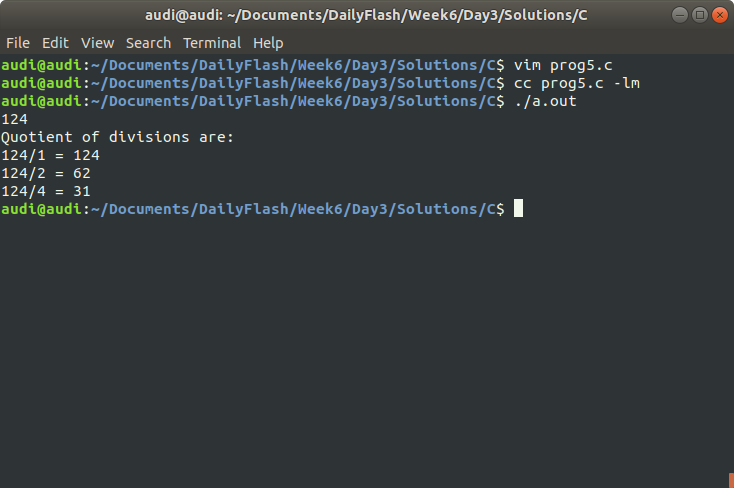 audi@audi: ~/Documents/DailyFlash/Week6/Day3/Solutions/C
File Edit View Search Terminal Help
audi@audi:~/Documents/DailyFlash/Week6/Day3/Solutions/C$ vim prog5.c
audi@audi:~/Documents/DailyFlash/Week6/Day3/Solutions/C$ cc prog5.c -lm
audi@audi:~/Documents/DailyFlash/Week6/Day3/Solutions/C$ ./a.out
124
Quotient of divisions are:
124/1 = 124
124/2 = 62
124/4 = 31
audi@audi:~/Documents/DailyFlash/Week6/Day3/Solutions/C$